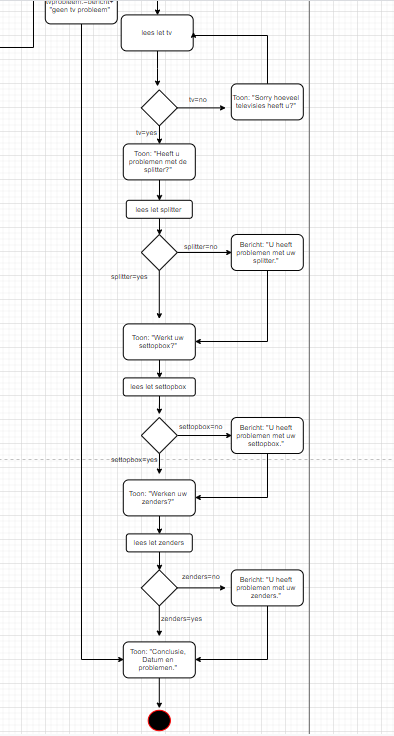 tvprobleem:=bericht+
"geen tv probleem"
lees let tv
tv=no
Toon: "Sorry hoeveel
televisies heeft u?"
tv=yes
Toon: "Heeft u
problemen met de
splitter?"
lees let splitter
splitter=no
Bericht: "U heeft
problemen met uw
splitter."
splitter=yes
Toon: "Werkt uw
settopbox?"
lees let settopbox
settopbox=no
Bericht: "U heeft
problemen met uw
settopbox."
settopbox=yes
Toon: "Werken uw
zenders?"
lees let zenders
zenders=no
Bericht: "U heeft
problemen met uw
zenders."
zenders=yes
Toon: "Conclusie,
Datum en
problemen."